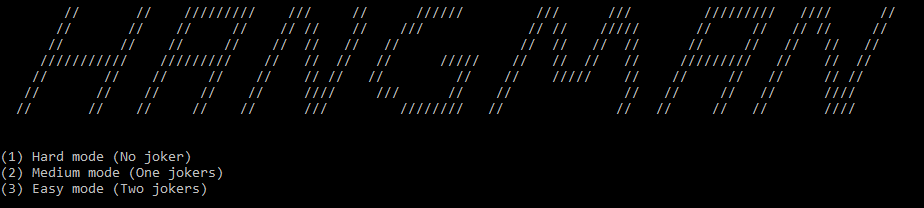 HANGMAN
(1) Hard mode (No joker)
(2) Medium mode (One jokers)
(3) Easy mode (Two jokers)